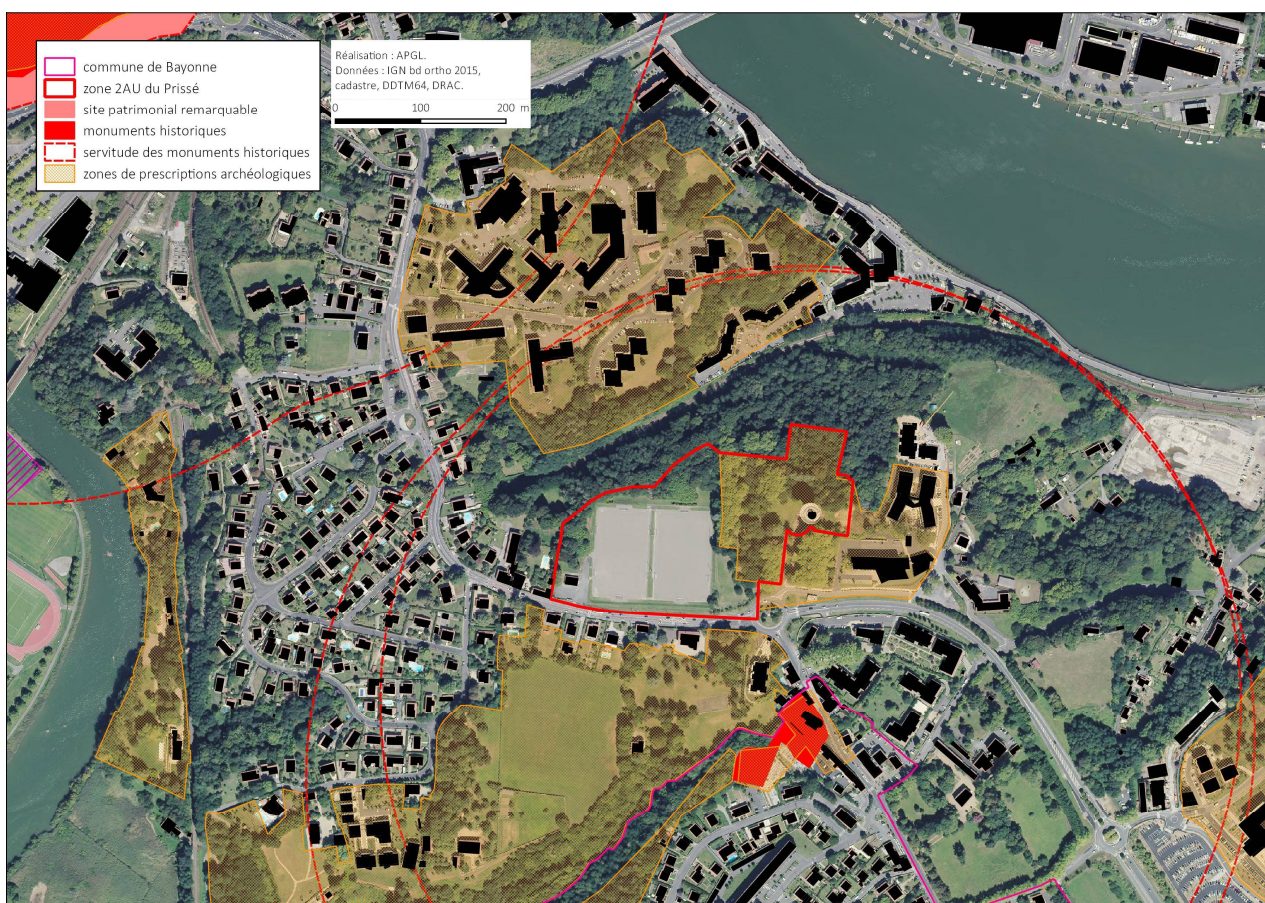 commune de Bayonne
zone 2AU du Prissé
site patrimonial remarquable
monuments historiques
servitude des monuments historiques
zones de prescriptions archéologiques
Réalisation : APGL.
Données : IGN bd ortho 2015,
cadastre, DDTM64, DRAC.
0 100 200 m